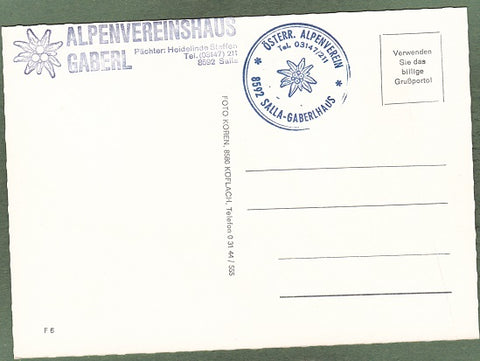 ALPENVEREINSHAUS
GABERL
Pächter: Heidelinde Steffen
Tel. (03147) 211
8592 Salla
ÖSTERR. ALPENVEREIN
Tel. 03147/211
* 8592 SALLA-GABERLHAUS *
Verwenden
Sie das
billige
Grußporto!
FOTO KOREN, 8580 KÖFLACH, Telefon 0 31 44 / 555
F 6